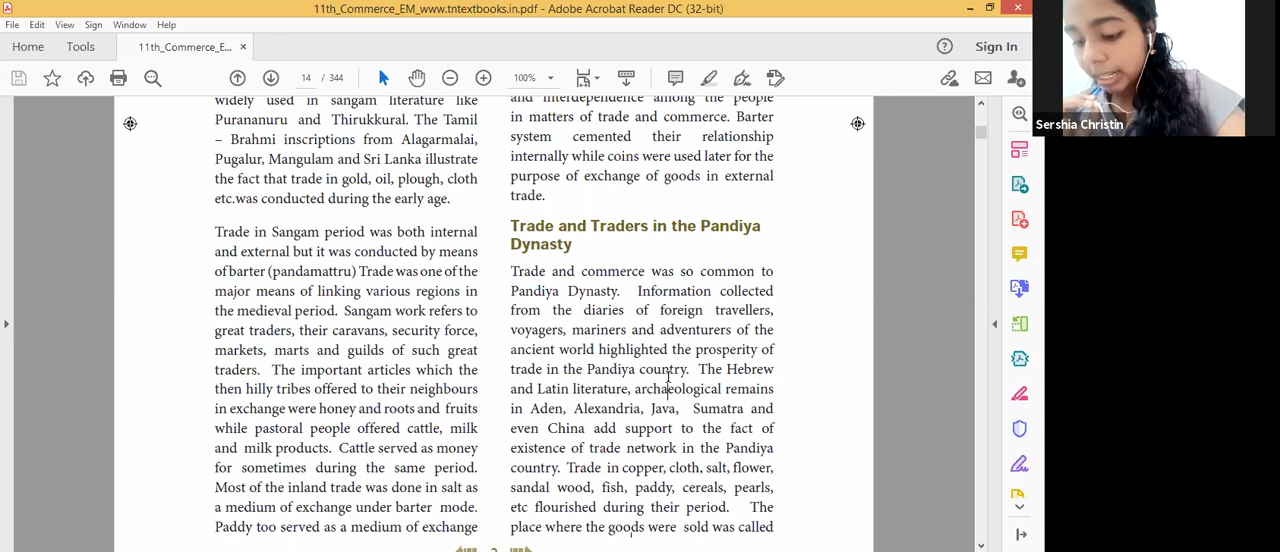 11th_Commerce_EM_www.tntextbooks.in.pdf - Adobe Acrobat Reader DC (32-bit)
File Edit View Sign Window Help
Home Tools 11th_Commerce_E... × Sign In
14 / 344 100%
Sershia Christin
widely used in sangam literature like
Purananuru and Thirukkural. The Tamil
– Brahmi inscriptions from Alagarmalai,
Pugalur, Mangulam and Sri Lanka illustrate
the fact that trade in gold, oil, plough, cloth
etc.was conducted during the early age.
Trade in Sangam period was both internal
and external but it was conducted by means
of barter (pandamattru) Trade was one of the
major means of linking various regions in
the medieval period. Sangam work refers to
great traders, their caravans, security force,
markets, marts and guilds of such great
traders. The important articles which the
then hilly tribes offered to their neighbours
in exchange were honey and roots and fruits
while pastoral people offered cattle, milk
and milk products. Cattle served as money
for sometimes during the same period.
Most of the inland trade was done in salt as
a medium of exchange under barter mode.
Paddy too served as a medium of exchange
and interdependence among the people
in matters of trade and commerce. Barter
system cemented their relationship
internally while coins were used later for the
purpose of exchange of goods in external
trade.
Trade and Traders in the Pandiya
Dynasty
Trade and commerce was so common to
Pandiya Dynasty. Information collected
from the diaries of foreign travellers,
voyagers, mariners and adventurers of the
ancient world highlighted the prosperity of
trade in the Pandiya country. The Hebrew
and Latin literature, archaeological remains
in Aden, Alexandria, Java, Sumatra and
even China add support to the fact of
existence of trade network in the Pandiya
country. Trade in copper, cloth, salt, flower,
sandal wood, fish, paddy, cereals, pearls,
etc flourished during their period. The
place where the goods were sold was called